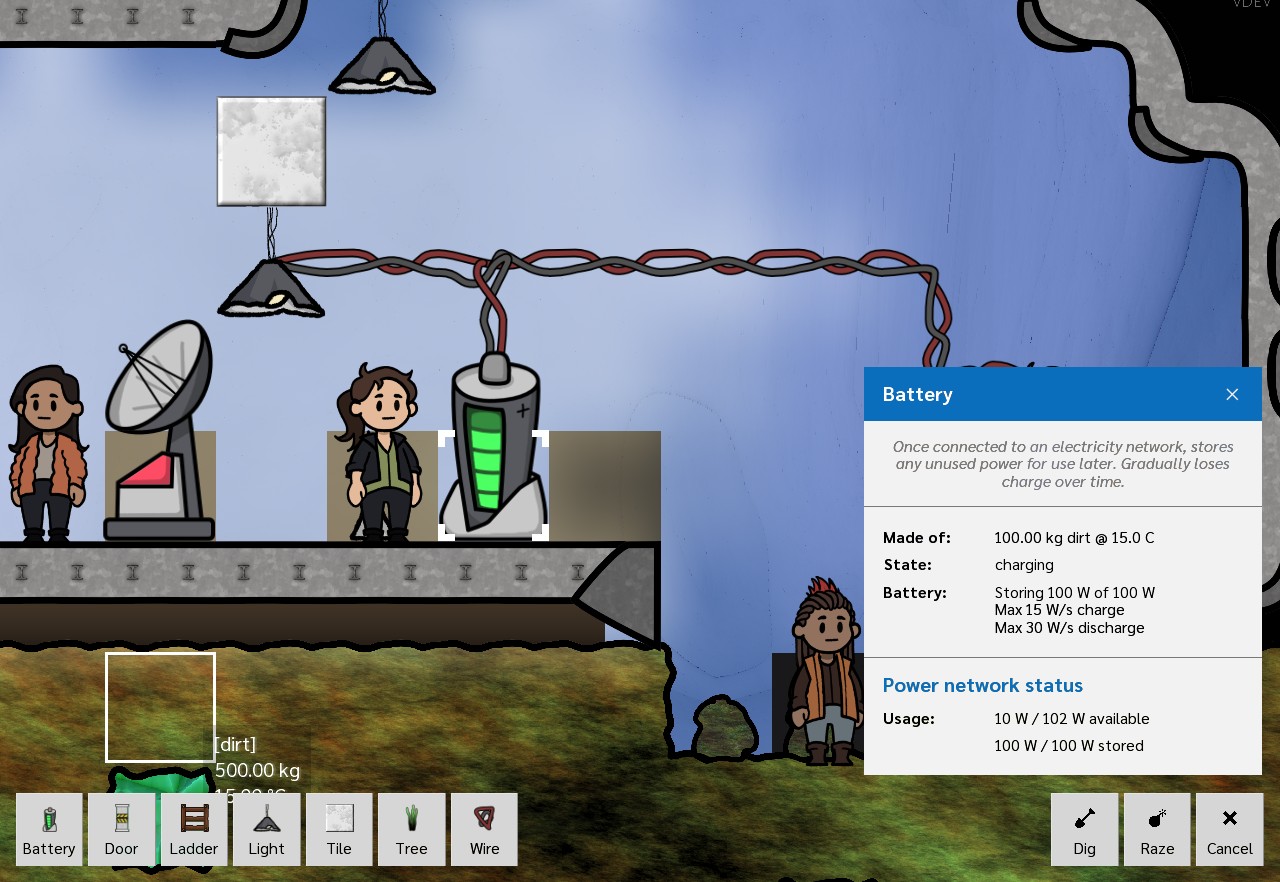 VDEV
Battery
Once connected to an electricity network, stores
any unused power for use later. Gradually loses
charge over time.
Made of: 100.00 kg dirt @ 15.0 C
State: charging
Battery: Storing 100 W of 100 W
Max 15 W/s charge
Max 30 W/s discharge
Power network status
Usage: 10 W / 102 W available
100 W / 100 W stored
[dirt]
500.00 kg
15.00 °C
Battery
Door
Ladder
Light
Tile
Tree
Wire
Dig
Raze
Cancel